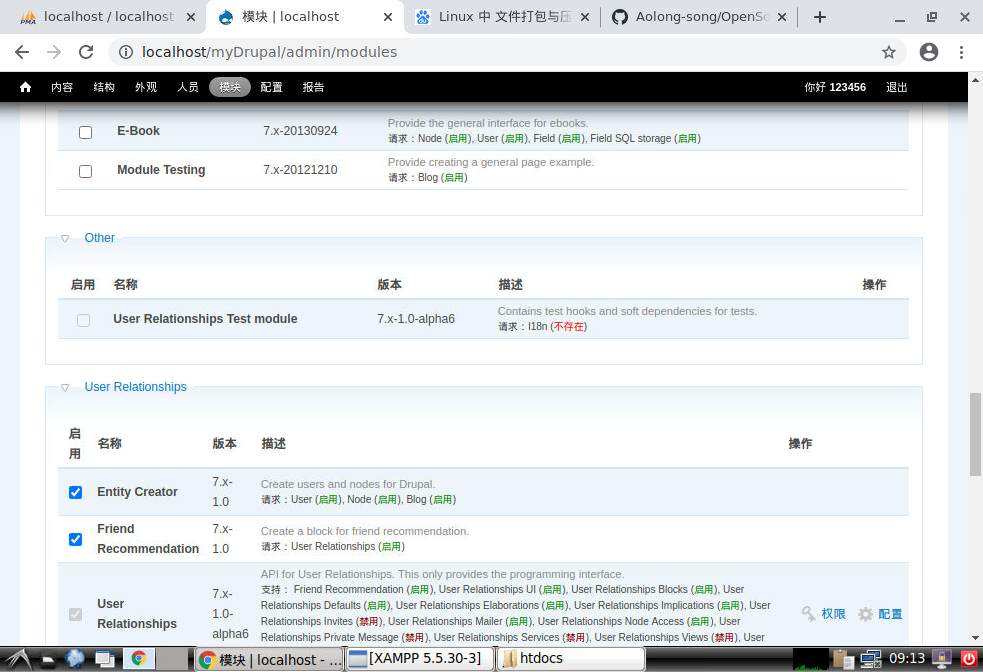 localhost / localhost
模块 | localhost
Linux 中 文件打包与压
Aolong-song/OpenSo
localhost/myDrupal/admin/modules
内容 结构 外观 人员 模块 配置 报告 你好 123456 退出
E-Book 7.x-20130924 Provide the general interface for ebooks.
请求：Node (启用), User (启用), Field (启用), Field SQL storage (启用)
Module Testing 7.x-20121210 Provide creating a general page example.
请求：Blog (启用)
Other
启用 名称 版本 描述 操作
User Relationships Test module 7.x-1.0-alpha6 Contains test hooks and soft dependencies for tests.
请求：I18n (不存在)
User Relationships
启用 名称 版本 描述 操作
Entity Creator 7.x-1.0 Create users and nodes for Drupal.
请求：User (启用), Node (启用), Blog (启用)
Friend Recommendation 7.x-1.0 Create a block for friend recommendation.
请求：User Relationships (启用)
User Relationships 7.x-1.0-alpha6 API for User Relationships. This only provides the programming interface.
支持： Friend Recommendation (启用), User Relationships UI (启用), User Relationships Blocks (启用), User
Relationships Defaults (启用), User Relationships Elaborations (启用), User Relationships Implications (启用), User
Relationships Invites (禁用), User Relationships Mailer (启用), User Relationships Node Access (启用), User
Relationships Private Message (禁用), User Relationships Services (禁用), User Relationships Views (禁用), User
权限 配置
模块 | localhost - ... [XAMPP 5.5.30-3] htdocs 09:13